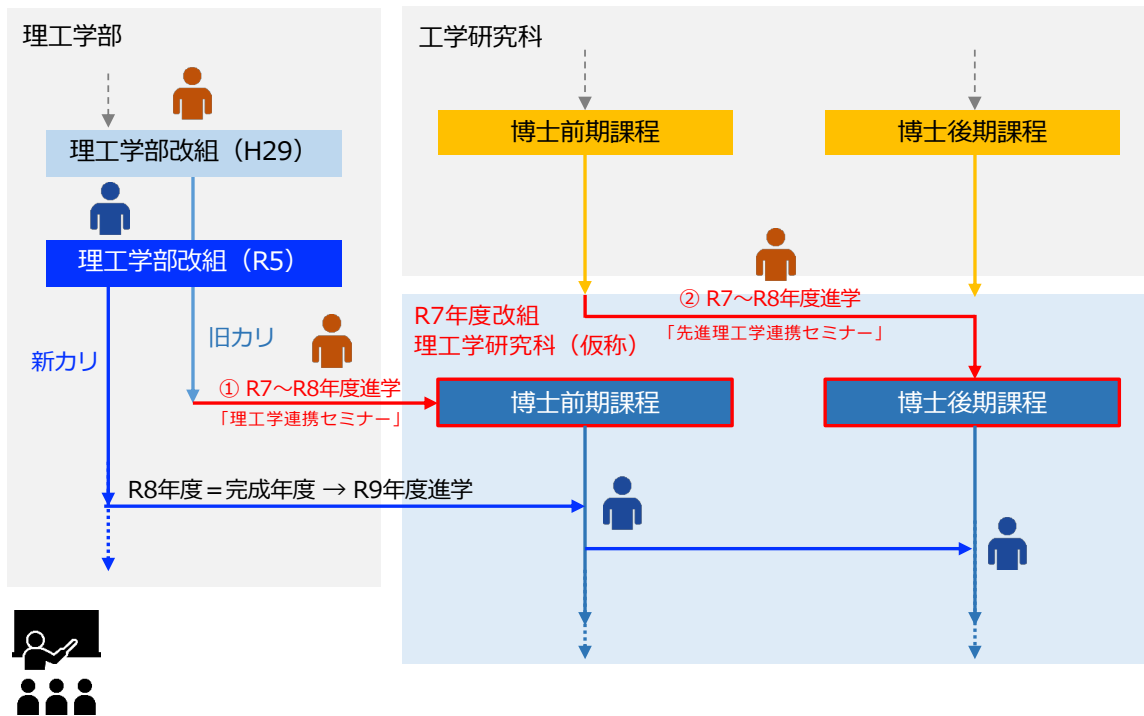 理工学部
工学研究科
博士前期課程
博士後期課程
理工学部改組（H29）
理工学部改組（R5）
② R7～R8年度進学
「先進理工学連携セミナー」
R7年度改組
理工学研究科（仮称）
旧カリ
新カリ
① R7～R8年度進学
「理工学連携セミナー」
博士前期課程
博士後期課程
R8年度＝完成年度 → R9年度進学